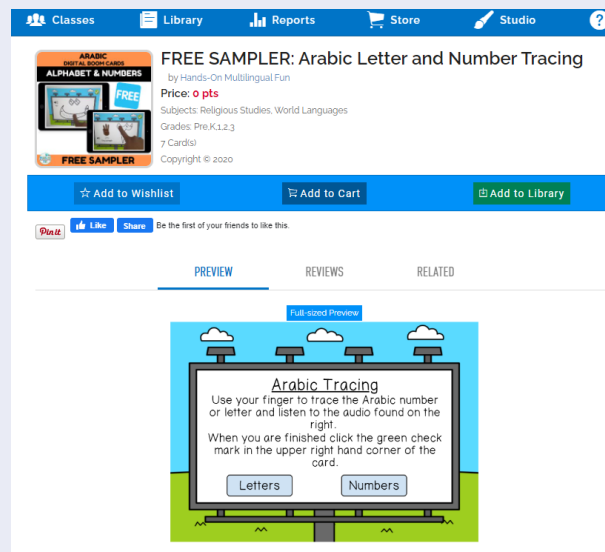 Classes
Library
Reports
Store
Studio
?
ARABIC
DIGITAL BOOM CARDS
ALPHABET & NUMBERS
FREE
FREE SAMPLER
FREE SAMPLER: Arabic Letter and Number Tracing
by Hands-On Multilingual Fun
Price: 0 pts
Subjects: Religious Studies, World Languages
Grades: Pre,K,1,2,3
7 Card(s)
Copyright © 2020
Add to Wishlist
Add to Cart
Add to Library
Pin it
Like
Share
Be the first of your friends to like this.
PREVIEW
REVIEWS
RELATED
Full-sized Preview
Arabic Tracing
Use your finger to trace the Arabic number
or letter and listen to the audio found on the
right.
When you are finished click the green check
mark in the upper right hand corner of the
card.
Letters
Numbers